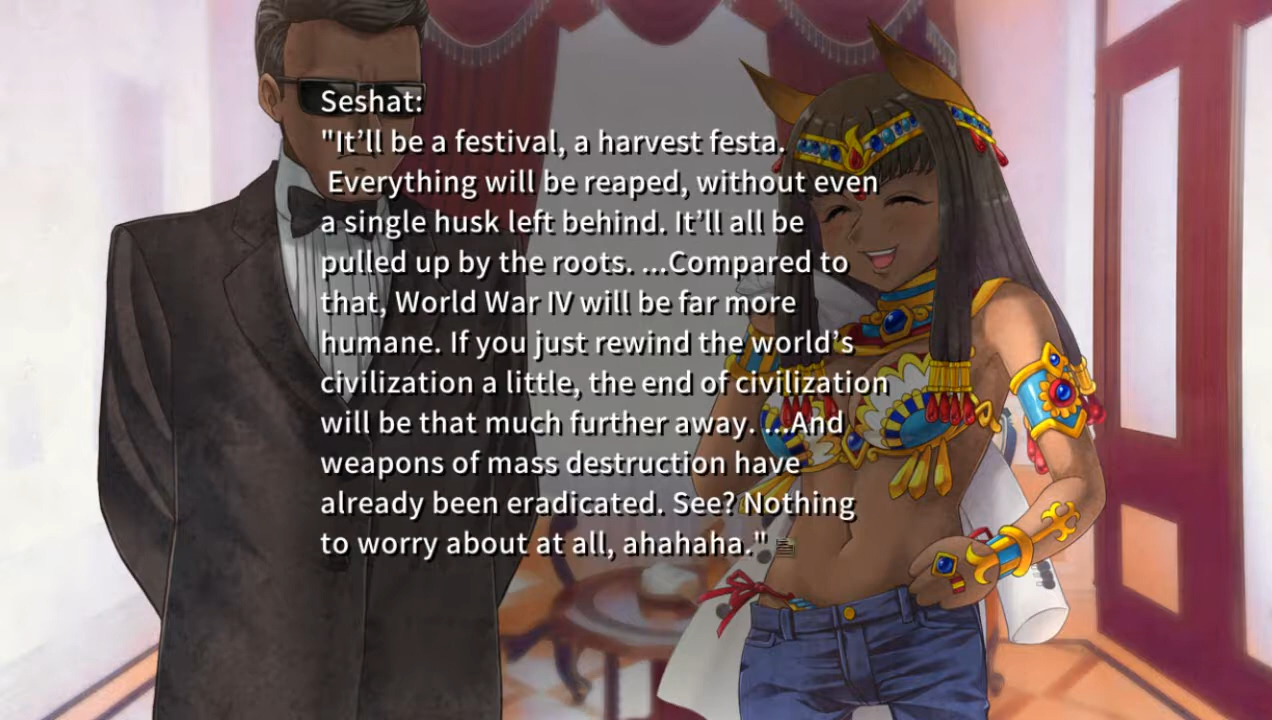 Seshat:
"It’ll be a festival, a harvest festa.
Everything will be reaped, without even
a single husk left behind. It’ll all be
pulled up by the roots. ...Compared to
that, World War IV will be far more
humane. If you just rewind the world’s
civilization a little, the end of civilization
will be that much further away. ...And
weapons of mass destruction have
already been eradicated. See? Nothing
to worry about at all, ahahaha."